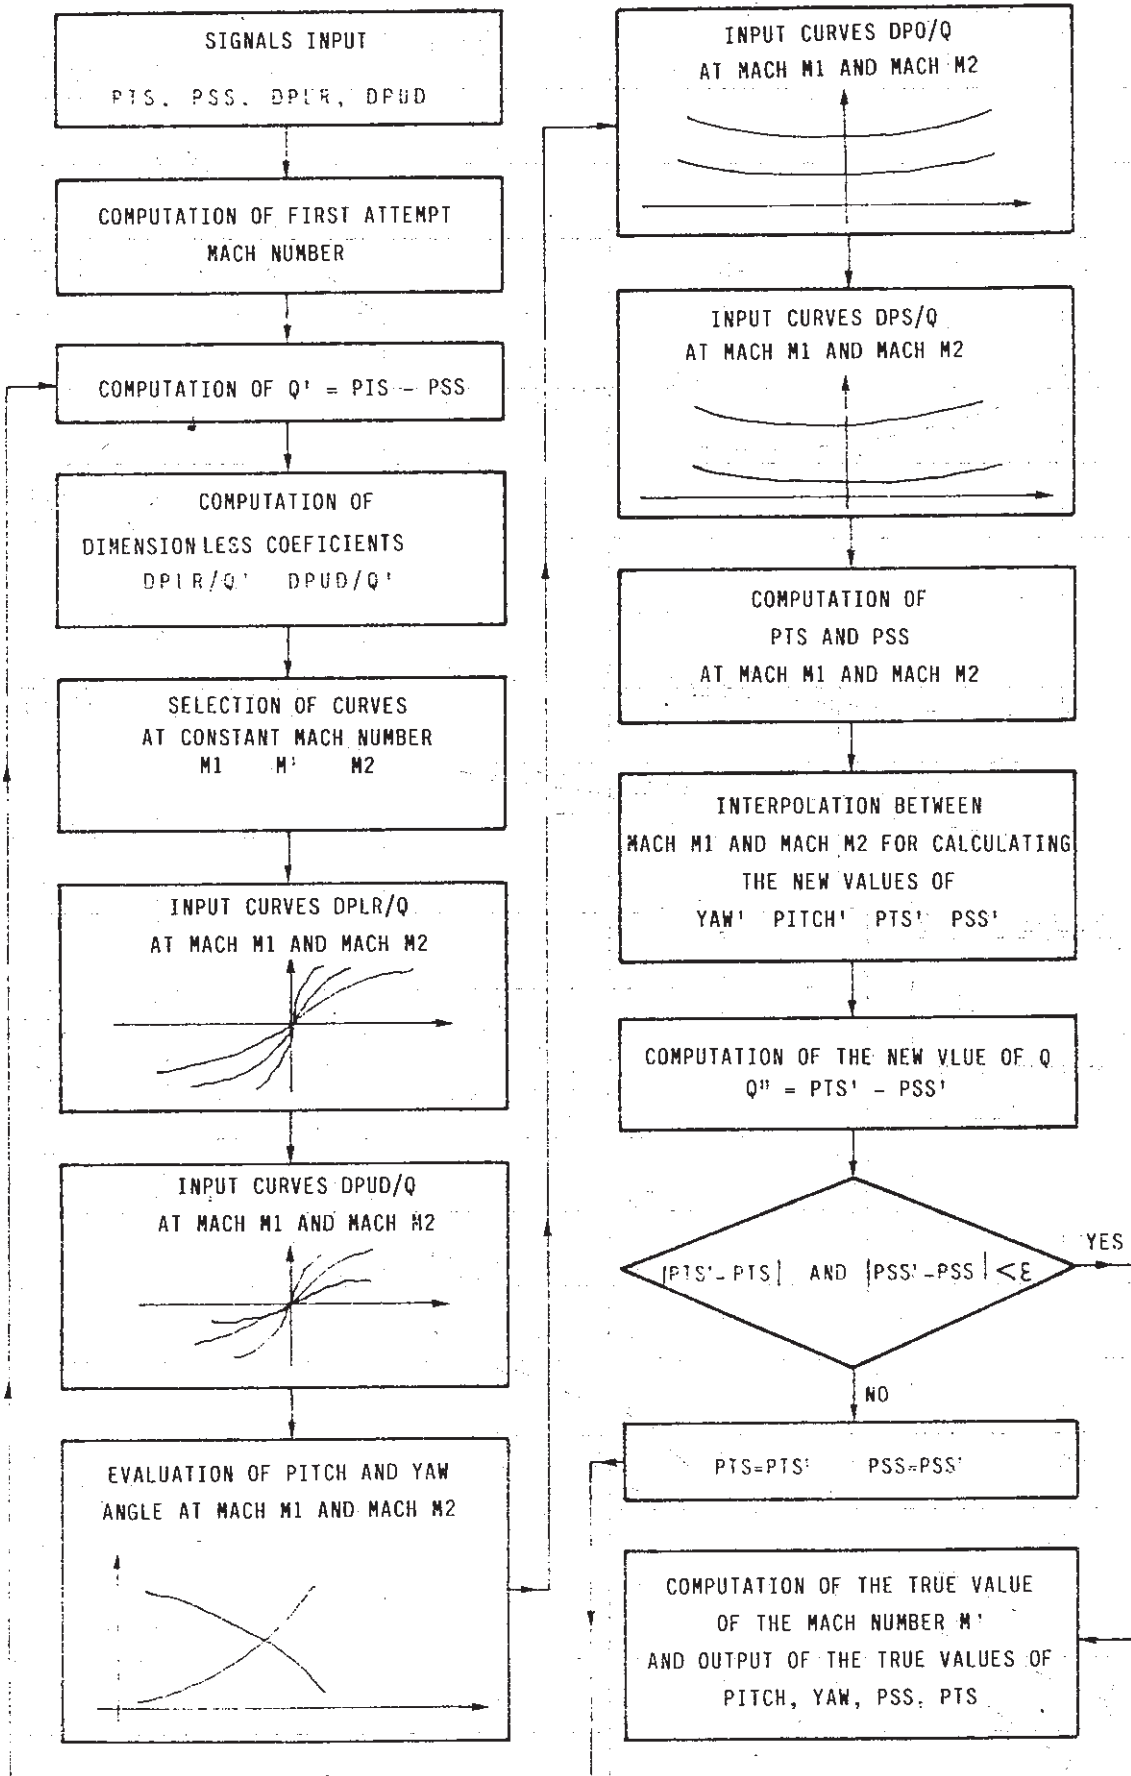 SIGNALS INPUT
PTS. PSS. DPLR, DPUD
COMPUTATION OF FIRST ATTEMPT
MACH NUMBER
COMPUTATION OF Q' = PIS - PSS
COMPUTATION OF
DIMENSIONLESS COEFICIENTS
DPLR/Q' DPUD/Q'
SELECTION OF CURVES
AT CONSTANT MACH NUMBER
M1 M' M2
INPUT CURVES DPLR/Q
AT MACH M1 AND MACH M2
INPUT CURVES DPUD/Q
AT MACH M1 AND MACH M2
EVALUATION OF PITCH AND YAW
ANGLE AT MACH M1 AND MACH M2
INPUT CURVES DPO/Q
AT MACH M1 AND MACH M2
INPUT CURVES DPS/Q
AT MACH M1 AND MACH M2
COMPUTATION OF
PTS AND PSS
AT MACH M1 AND MACH M2
INTERPOLATION BETWEEN
MACH M1 AND MACH M2 FOR CALCULATING
THE NEW VALUES OF
YAW' PITCH' PTS' PSS'
COMPUTATION OF THE NEW VLUE OF Q
Q" = PTS' - PSS'
|PTS'-PTS| AND |PSS'-PSS| <ε
YES
NO
PTS=PTS' PSS=PSS'
COMPUTATION OF THE TRUE VALUE
OF THE MACH NUMBER M'
AND OUTPUT OF THE TRUE VALUES OF
PITCH, YAW, PSS. PTS